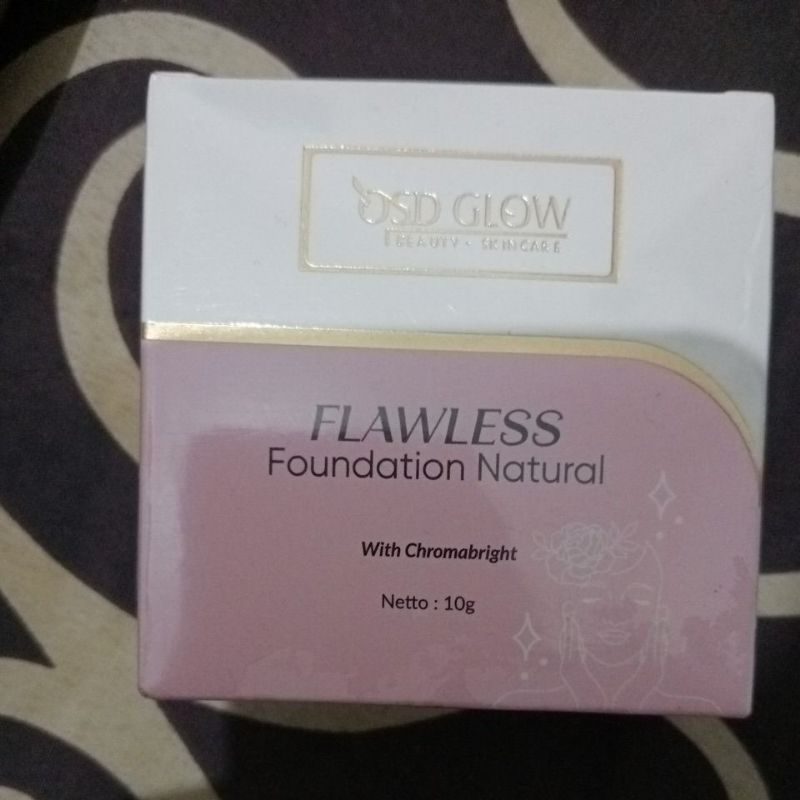 OSD GLOW
BEAUTY - SKINCARE
FLAWLESS
Foundation Natural
With Chromabright
Netto : 10g